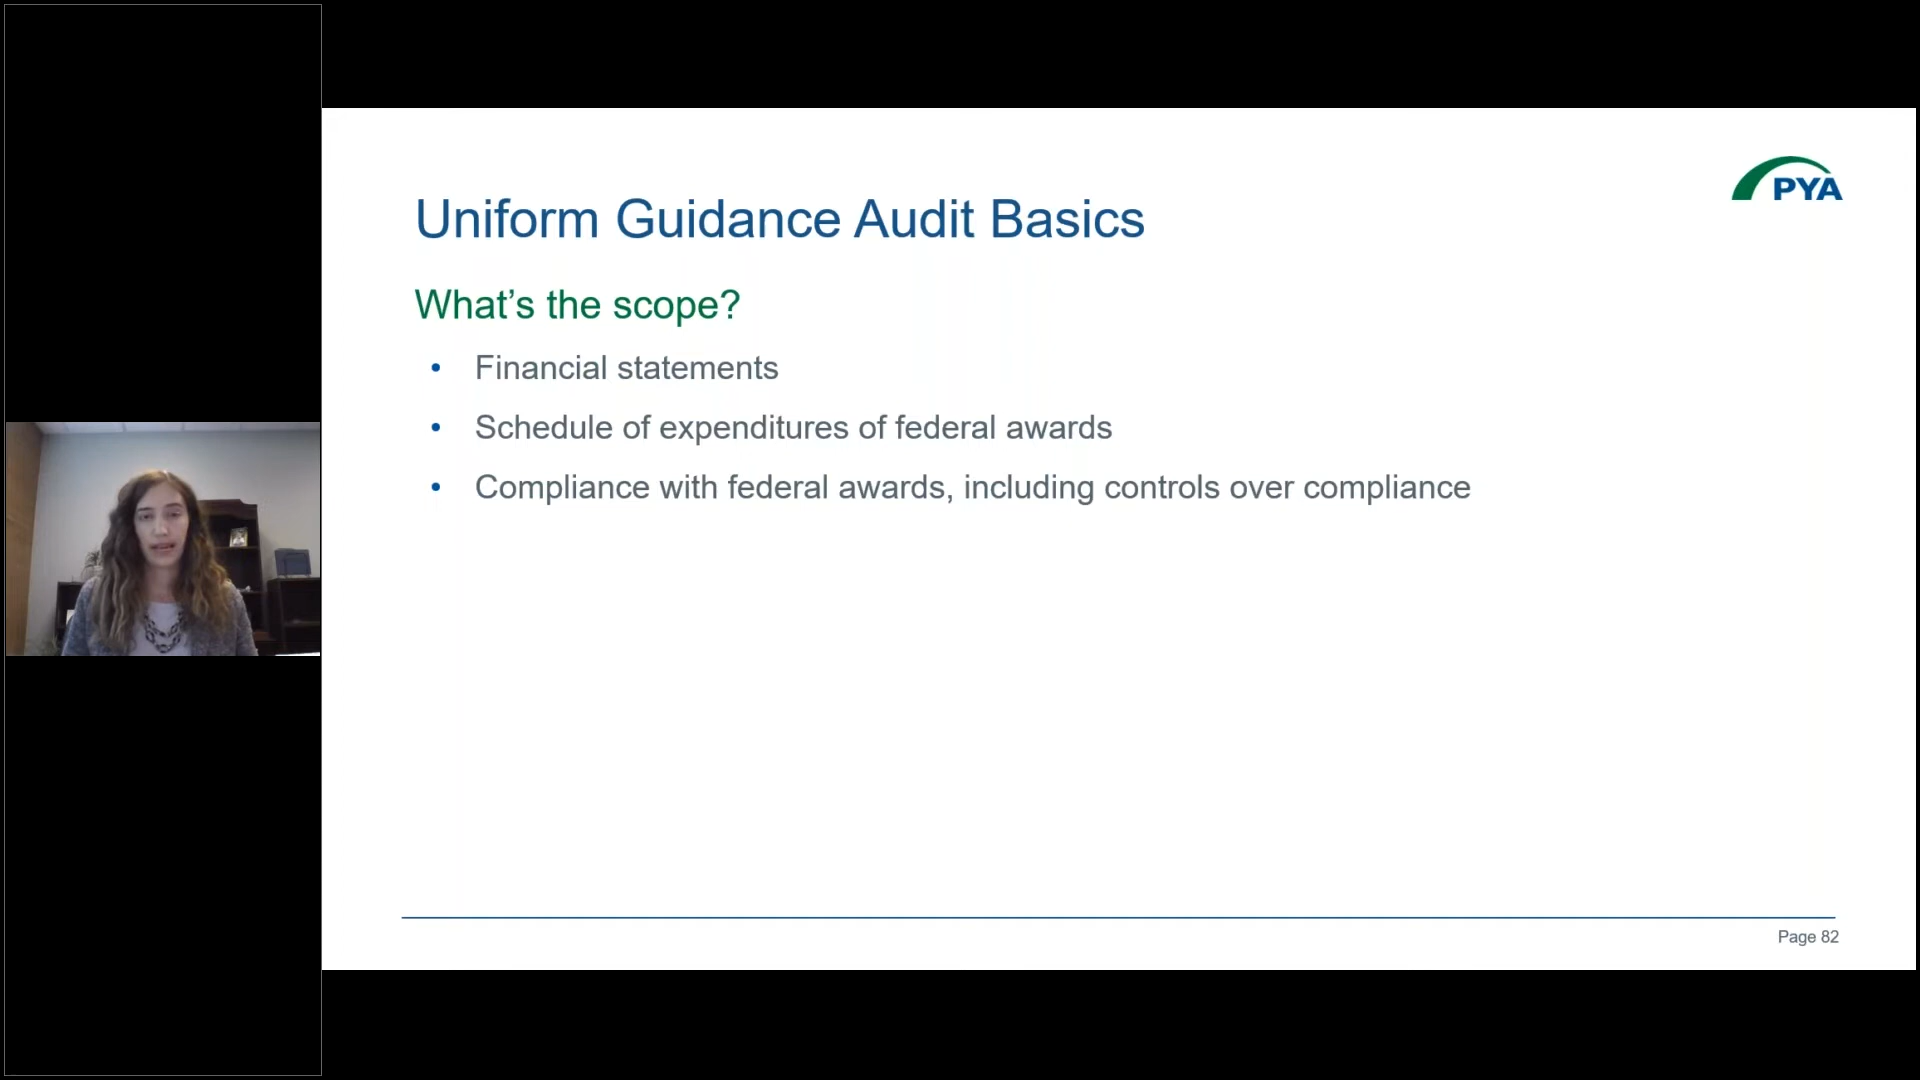 PYA
Uniform Guidance Audit Basics
What’s the scope?
• Financial statements
• Schedule of expenditures of federal awards
• Compliance with federal awards, including controls over compliance
Page 82